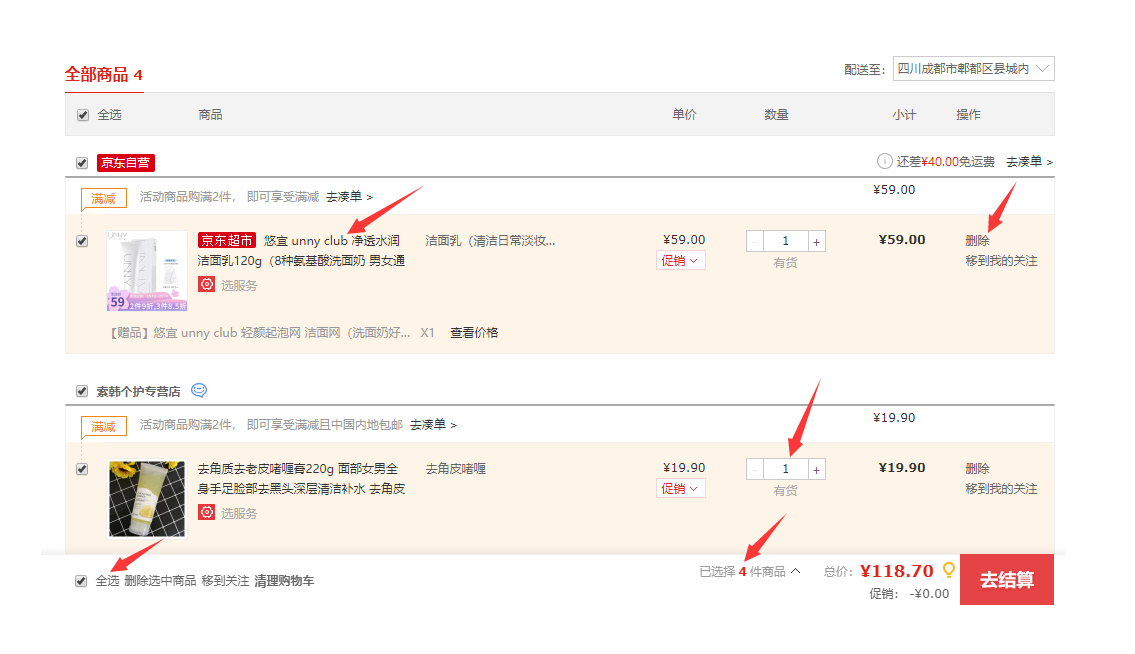 全部商品 4
配送至： 四川成都市郫都区县城内
全选 商品 单价 数量 小计 操作
京东自营 还差¥40.00免运费 去凑单 >
满减 活动商品购满2件， 即可享受满减 去凑单 > ¥59.00
京东超市 悠宜 unny club 净透水润 洁面乳（清洁日常淡妆... ¥59.00 - 1 + ¥59.00 删除
洁面乳120g（8种氨基酸洗面奶 男女通 促销 有货 移到我的关注
选服务
UNNY
59 2件9折,3件8.5折
【赠品】悠宜 unny club 轻颜起泡网 洁面网（洗面奶好... X1 查看价格
索韩个护专营店
满减 活动商品购满2件， 即可享受满减且中国内地包邮 去凑单 > ¥19.90
去角质去老皮啫喱膏220g 面部女男全 去角皮啫喱 ¥19.90 - 1 + ¥19.90 删除
身手足脸部去黑头深层清洁补水 去角皮 促销 有货 移到我的关注
选服务
全选 删除选中商品 移到关注 清理购物车 已选择 4 件商品 总价： ¥118.70 去结算
促销： -¥0.00